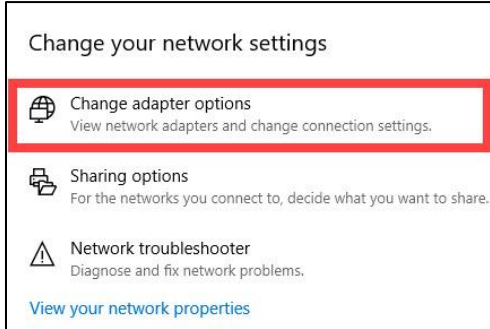 Change your network settings
Change adapter options
View network adapters and change connection settings.
Sharing options
For the networks you connect to, decide what you want to share.
Network troubleshooter
Diagnose and fix network problems.
View your network properties